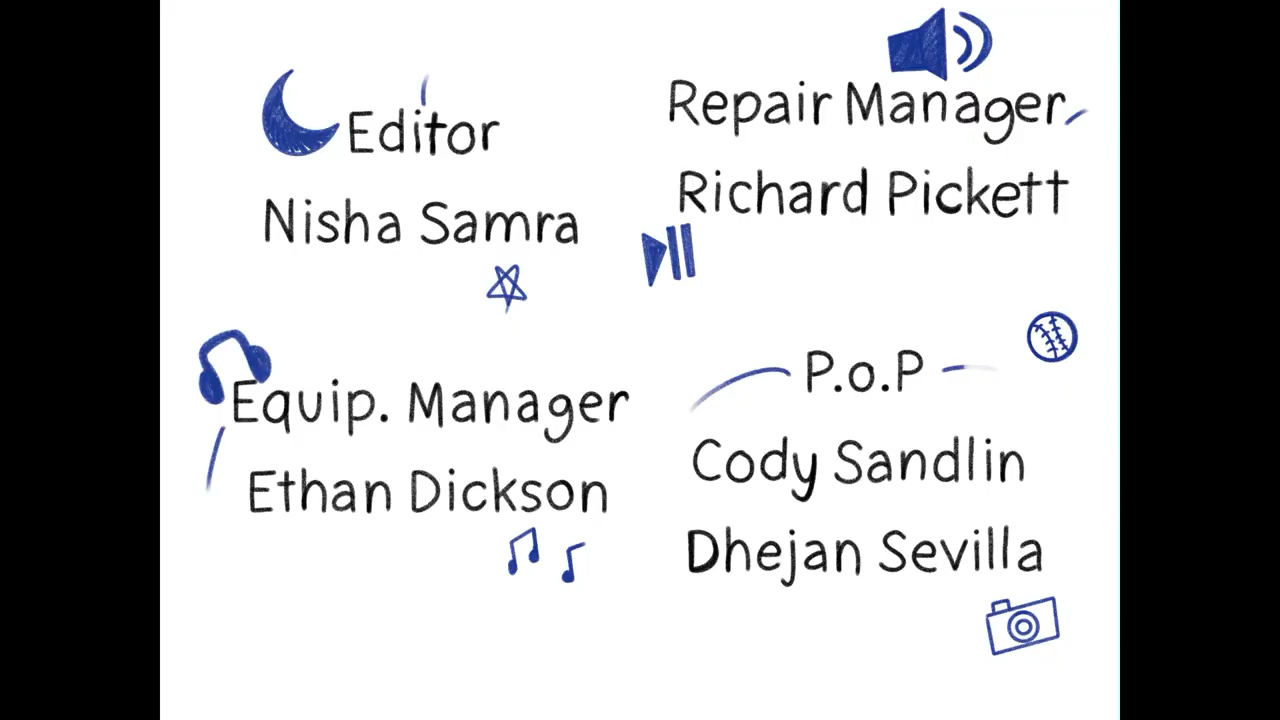 Editor
Nisha Samra
Repair Manager
Richard Pickett
Equip. Manager
Ethan Dickson
P.o.P
Cody Sandlin
Dhejan Sevilla